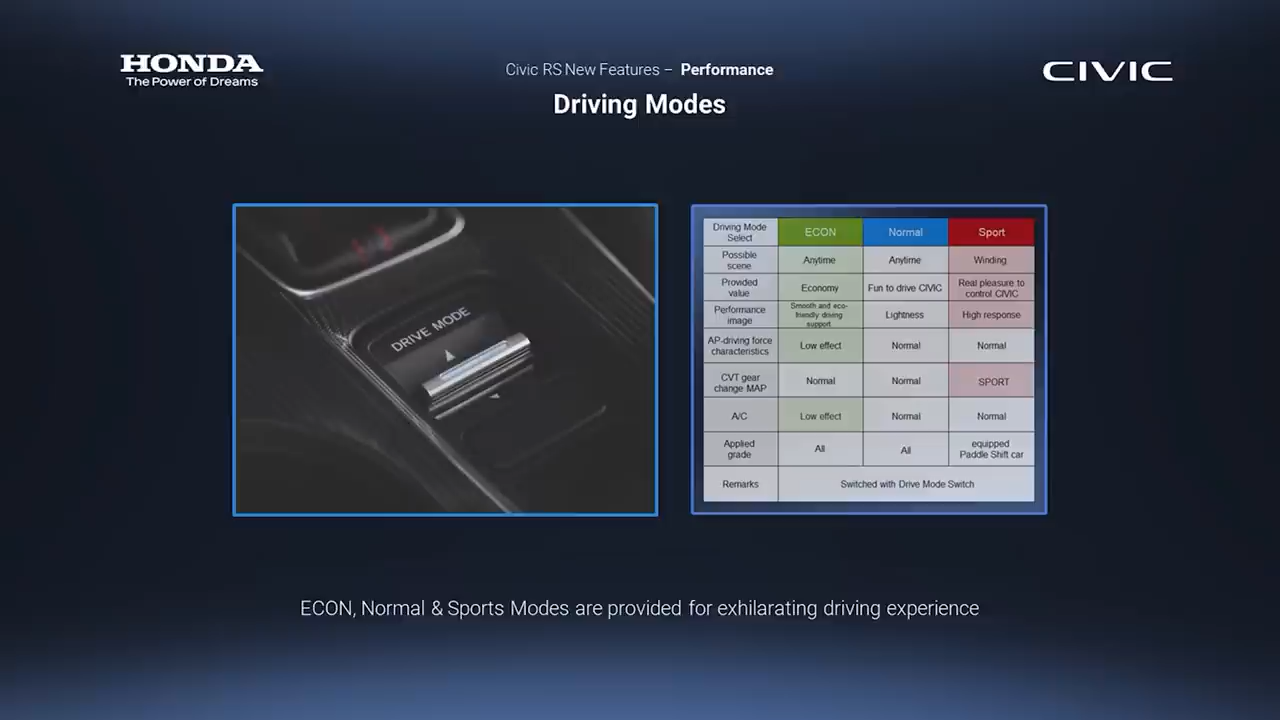 HONDA
The Power of Dreams
Civic RS New Features – Performance
CIVIC
Driving Modes
DRIVE MODE
Driving Mode Select
ECON
Normal
Sport
Possible scene
Anytime
Anytime
Winding
Provided value
Economy
Fun to drive CIVIC
Real pleasure to control CIVIC
Performance image
Smooth and eco-friendly driving support
Lightness
High response
AP-driving force characteristics
Low effect
Normal
Normal
CVT gear change MAP
Normal
Normal
SPORT
A/C
Low effect
Normal
Normal
Applied grade
All
All
equipped Paddle Shift car
Remarks
Switched with Drive Mode Switch
ECON, Normal & Sports Modes are provided for exhilarating driving experience